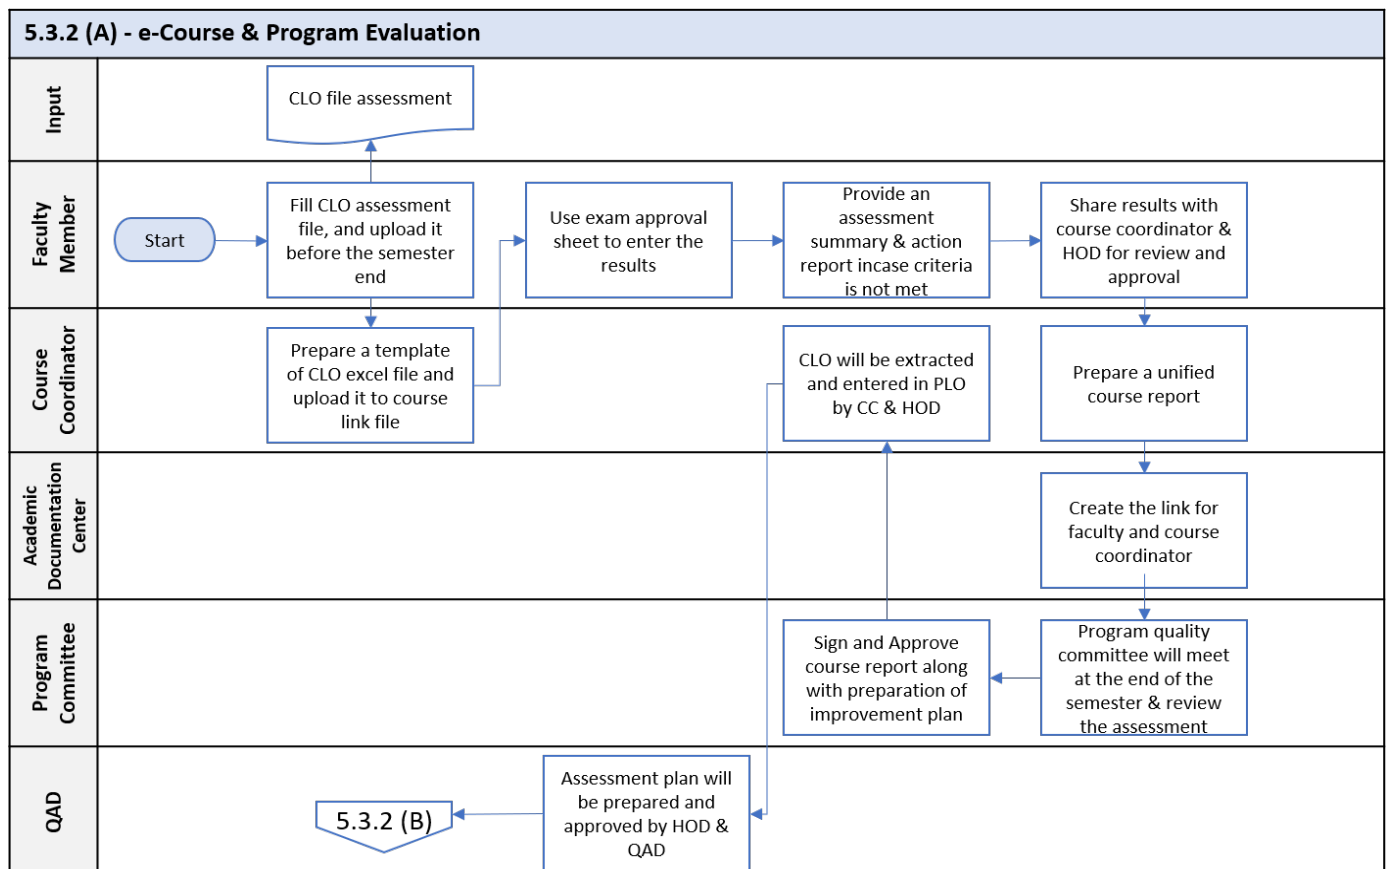 5.3.2 (A) - e-Course & Program Evaluation
Input
CLO file assessment
Faculty
Member
Start
Fill CLO assessment
file, and upload it
before the semester
end
Use exam approval
sheet to enter the
results
Provide an
assessment
summary & action
report incase criteria
is not met
Share results with
course coordinator &
HOD for review and
approval
Course
Coordinator
Prepare a template
of CLO excel file and
upload it to course
link file
CLO will be extracted
and entered in PLO
by CC & HOD
Prepare a unified
course report
Academic
Documentation
Center
Create the link for
faculty and course
coordinator
Program
Committee
Sign and Approve
course report along
with preparation of
improvement plan
Program quality
committee will meet
at the end of the
semester & review
the assessment
QAD
5.3.2 (B)
Assessment plan will
be prepared and
approved by HOD &
QAD